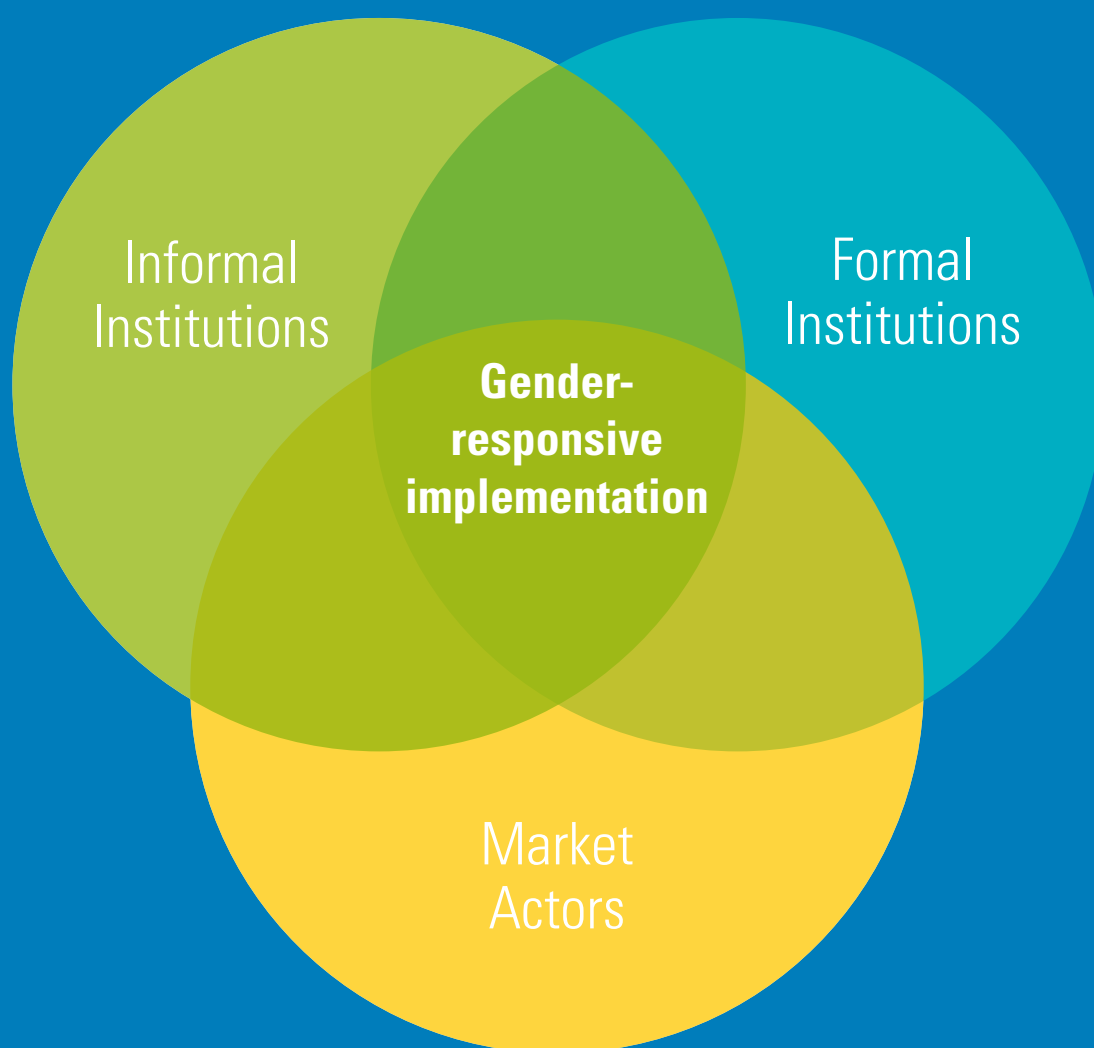 Informal
Institutions
Formal
Institutions
Gender-
responsive
implementation
Market
Actors